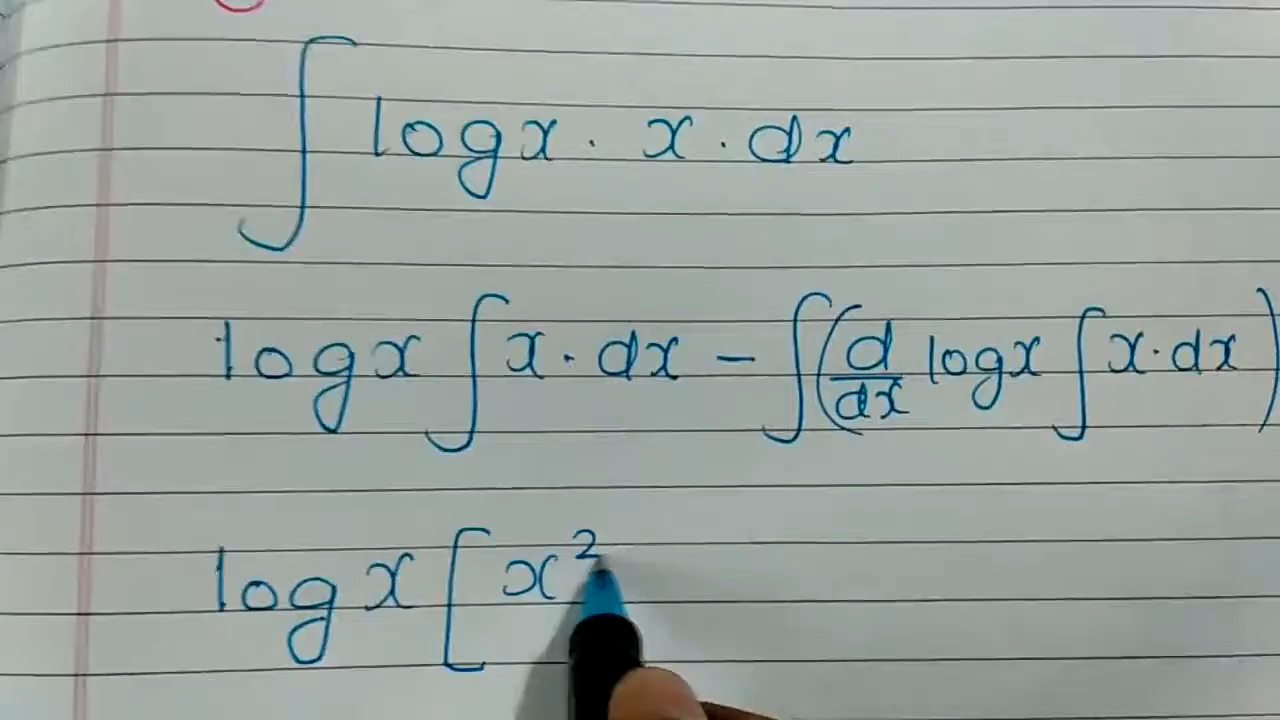 ∫ log x · x · dx
log x ∫ x · dx − ∫ ( d/dx log x ∫ x · dx )
log x [ x²